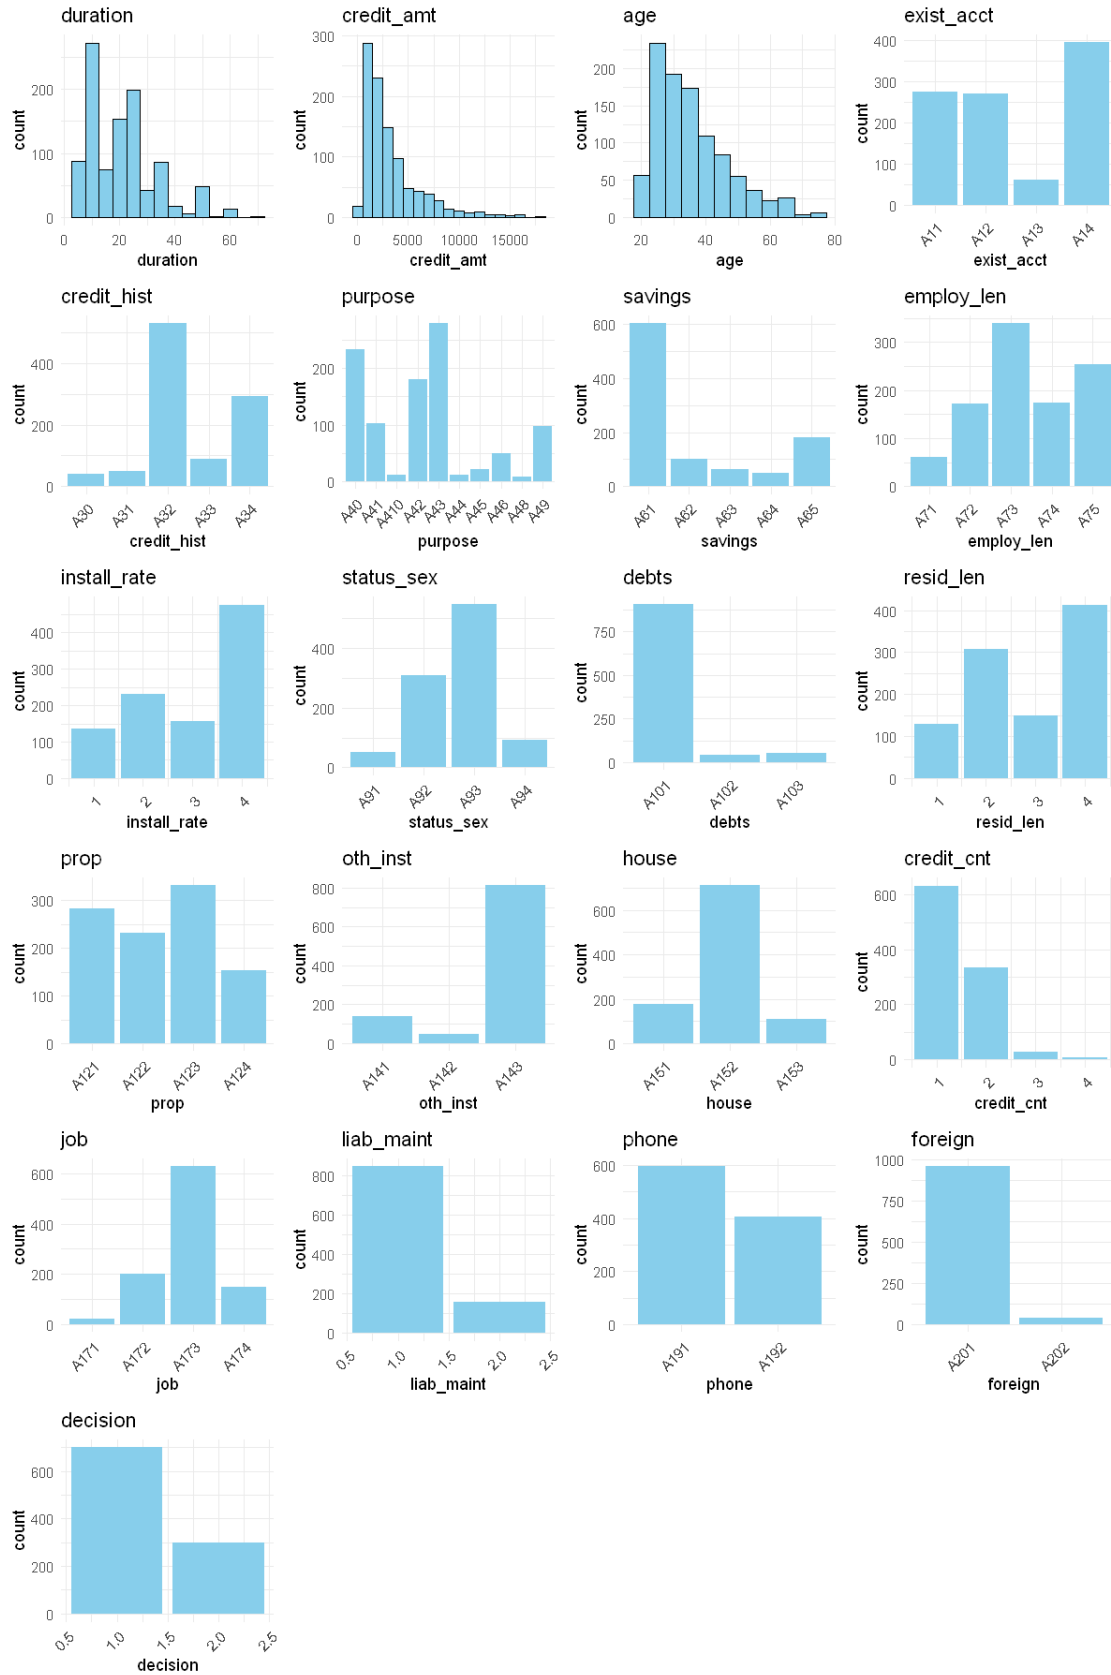 duration
count
200
100
0
0 20 40 60
duration
credit_amt
count
300
200
100
0
0 5000 10000 15000
credit_amt
age
count
200
150
100
50
0
20 40 60 80
age
exist_acct
count
400
300
200
100
0
A11 A12 A13 A14
exist_acct
credit_hist
count
400
200
0
A30 A31 A32 A33 A34
credit_hist
purpose
count
200
100
0
A40 A41 A410 A42 A43 A44 A45 A46 A48 A49
purpose
savings
count
600
400
200
0
A61 A62 A63 A64 A65
savings
employ_len
count
300
200
100
0
A71 A72 A73 A74 A75
employ_len
install_rate
count
400
300
200
100
0
1 2 3 4
install_rate
status_sex
count
400
200
0
A91 A92 A93 A94
status_sex
debts
count
750
500
250
0
A101 A102 A103
debts
resid_len
count
400
300
200
100
0
1 2 3 4
resid_len
prop
count
300
200
100
0
A121 A122 A123 A124
prop
oth_inst
count
800
600
400
200
0
A141 A142 A143
oth_inst
house
count
600
400
200
0
A151 A152 A153
house
credit_cnt
count
600
400
200
0
1 2 3 4
credit_cnt
job
count
600
400
200
0
A171 A172 A173 A174
job
liab_maint
count
800
600
400
200
0
0.5 1.0 1.5 2.0 2.5
liab_maint
phone
count
600
400
200
0
A191 A192
phone
foreign
count
1000
750
500
250
0
A201 A202
foreign
decision
count
600
400
200
0
0.5 1.0 1.5 2.0 2.5
decision